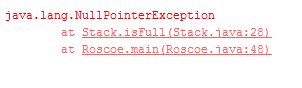 java.lang.NullPointerException
at Stack.isFull(Stack.java:28)
at Roscoe.main(Roscoe.java:48)